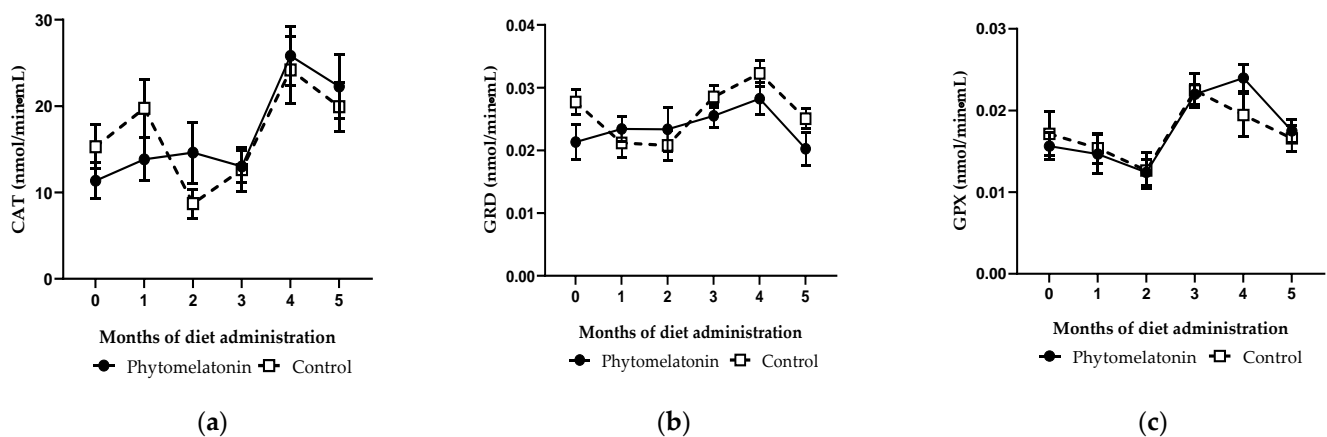 CAT (nmol/min•mL)
30
20
10
0
0 1 2 3 4 5
Months of diet administration
Phytomelatonin Control
(a)
GRD (nmol/min•mL)
0.04
0.03
0.02
0.01
0.00
0 1 2 3 4 5
Months of diet administration
Phytomelatonin Control
(b)
GPX (nmol/min•mL)
0.03
0.02
0.01
0.00
0 1 2 3 4 5
Months of diet administration
Phytomelatonin Control
(c)